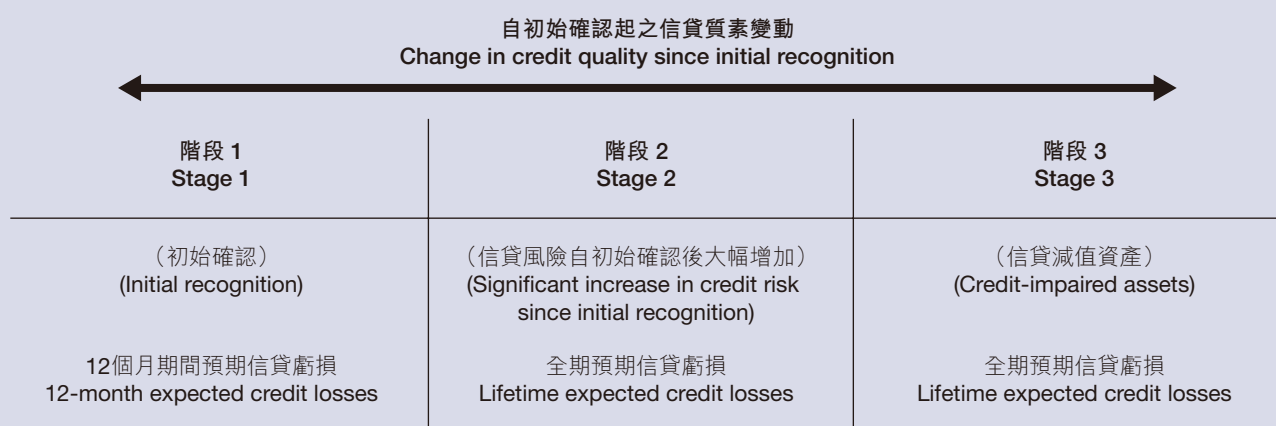 自初始確認起之信貸質素變動
Change in credit quality since initial recognition
階段 1
Stage 1
階段 2
Stage 2
階段 3
Stage 3
（初始確認）
(Initial recognition)
（信貸風險自初始確認後大幅增加）
(Significant increase in credit risk
since initial recognition)
（信貸減值資產）
(Credit-impaired assets)
12個月期間預期信貸虧損
12-month expected credit losses
全期預期信貸虧損
Lifetime expected credit losses
全期預期信貸虧損
Lifetime expected credit losses